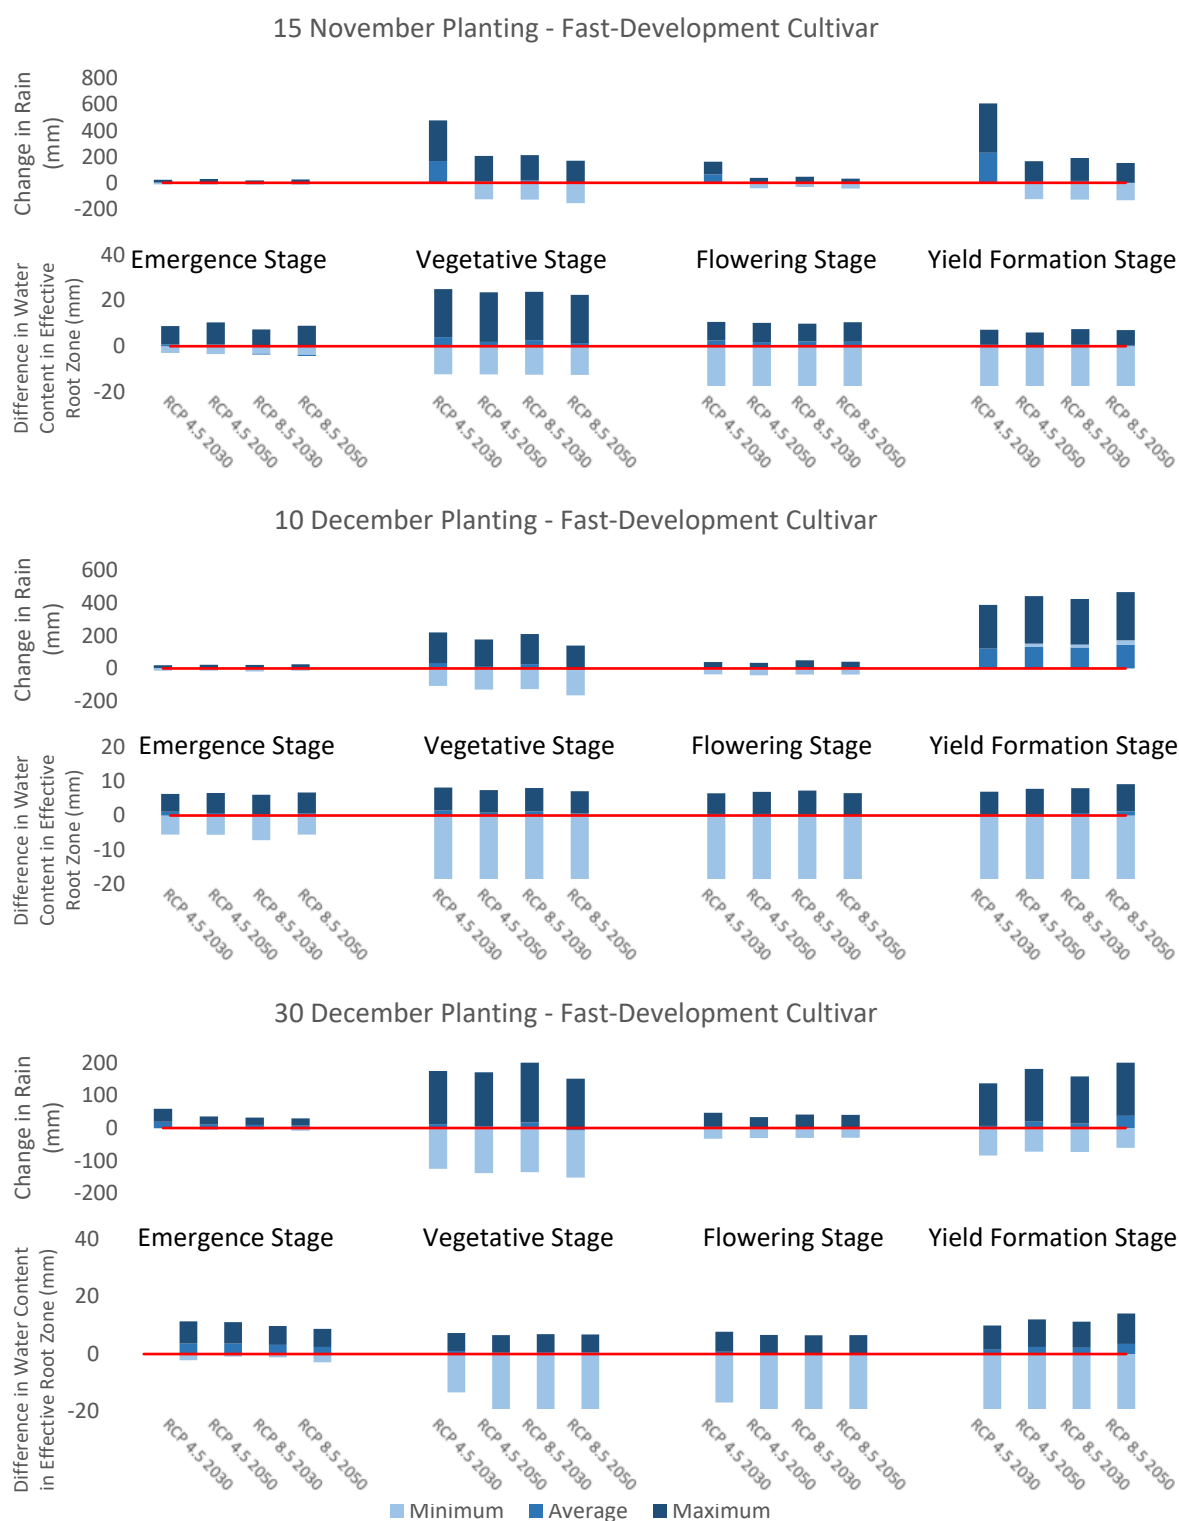 15 November Planting - Fast-Development Cultivar
Change in Rain
(mm)
800
600
400
200
0
-200
Emergence Stage
Vegetative Stage
Flowering Stage
Yield Formation Stage
Difference in Water
Content in Effective
Root Zone (mm)
40
20
0
-20
RCP 4.5 2030
RCP 4.5 2050
RCP 8.5 2030
RCP 8.5 2050
RCP 4.5 2030
RCP 4.5 2050
RCP 8.5 2030
RCP 8.5 2050
RCP 4.5 2030
RCP 4.5 2050
RCP 8.5 2030
RCP 8.5 2050
RCP 4.5 2030
RCP 4.5 2050
RCP 8.5 2030
RCP 8.5 2050
10 December Planting - Fast-Development Cultivar
Change in Rain
(mm)
600
400
200
0
-200
Emergence Stage
Vegetative Stage
Flowering Stage
Yield Formation Stage
Difference in Water
Content in Effective
Root Zone (mm)
20
10
0
-10
-20
RCP 4.5 2030
RCP 4.5 2050
RCP 8.5 2030
RCP 8.5 2050
RCP 4.5 2030
RCP 4.5 2050
RCP 8.5 2030
RCP 8.5 2050
RCP 4.5 2030
RCP 4.5 2050
RCP 8.5 2030
RCP 8.5 2050
RCP 4.5 2030
RCP 4.5 2050
RCP 8.5 2030
RCP 8.5 2050
30 December Planting - Fast-Development Cultivar
Change in Rain
(mm)
200
100
0
-100
-200
Emergence Stage
Vegetative Stage
Flowering Stage
Yield Formation Stage
Difference in Water Content
in Effective Root Zone (mm)
40
20
0
-20
RCP 4.5 2030
RCP 4.5 2050
RCP 8.5 2030
RCP 8.5 2050
RCP 4.5 2030
RCP 4.5 2050
RCP 8.5 2030
RCP 8.5 2050
RCP 4.5 2030
RCP 4.5 2050
RCP 8.5 2030
RCP 8.5 2050
RCP 4.5 2030
RCP 4.5 2050
RCP 8.5 2030
RCP 8.5 2050
Minimum Average Maximum